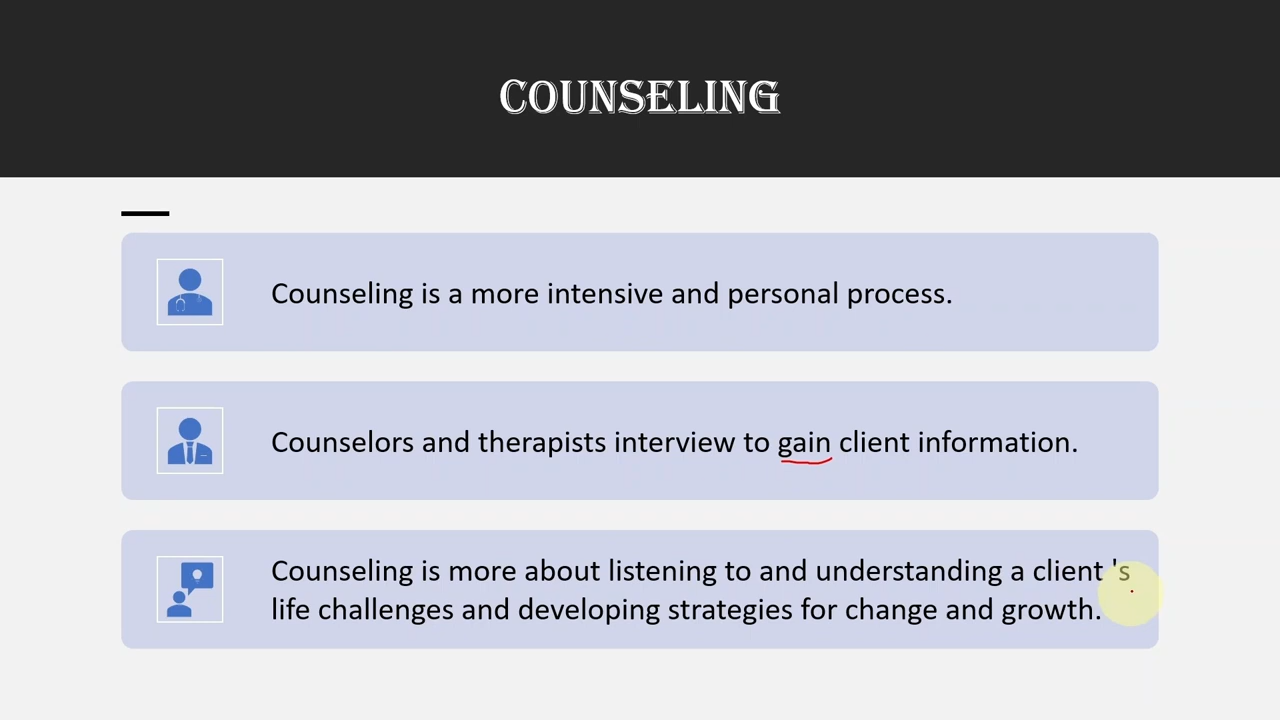 COUNSELING
Counseling is a more intensive and personal process.
Counselors and therapists interview to gain client information.
Counseling is more about listening to and understanding a client 's
life challenges and developing strategies for change and growth.